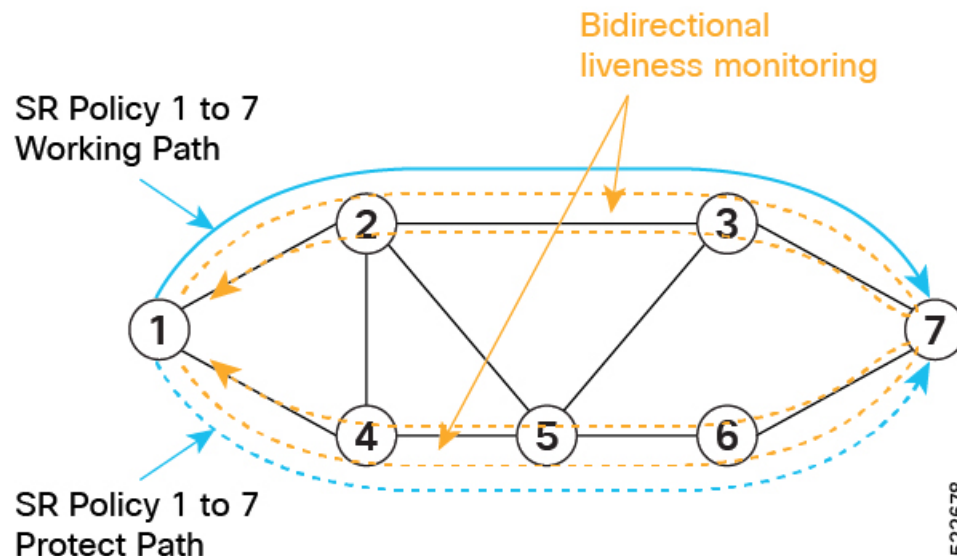 Bidirectional
liveness monitoring
SR Policy 1 to 7
Working Path
2
3
1
7
4
5
6
SR Policy 1 to 7
Protect Path
522678